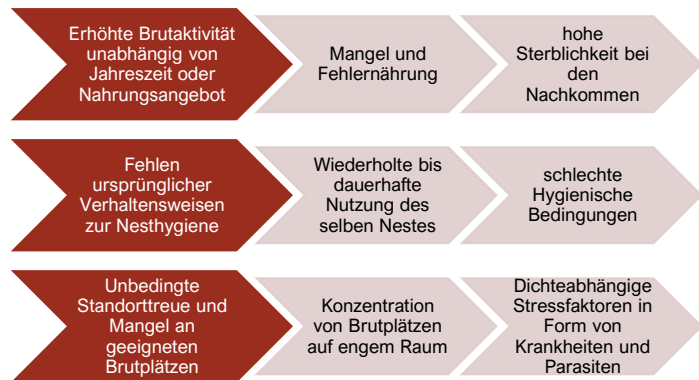 Erhöhte Brutaktivität
unabhängig von
Jahreszeit oder
Nahrungsangebot
Mangel und
Fehlernährung
hohe
Sterblichkeit bei
den
Nachkommen
Fehlen
ursprünglicher
Verhaltensweisen
zur Nesthygiene
Wiederholte bis
dauerhafte
Nutzung des
selben Nestes
schlechte
Hygienische
Bedingungen
Unbedingte
Standorttreue und
Mangel an
geeigneten
Brutplätzen
Konzentration
von Brutplätzen
auf engem Raum
Dichteabhängige
Stressfaktoren in
Form von
Krankheiten und
Parasiten